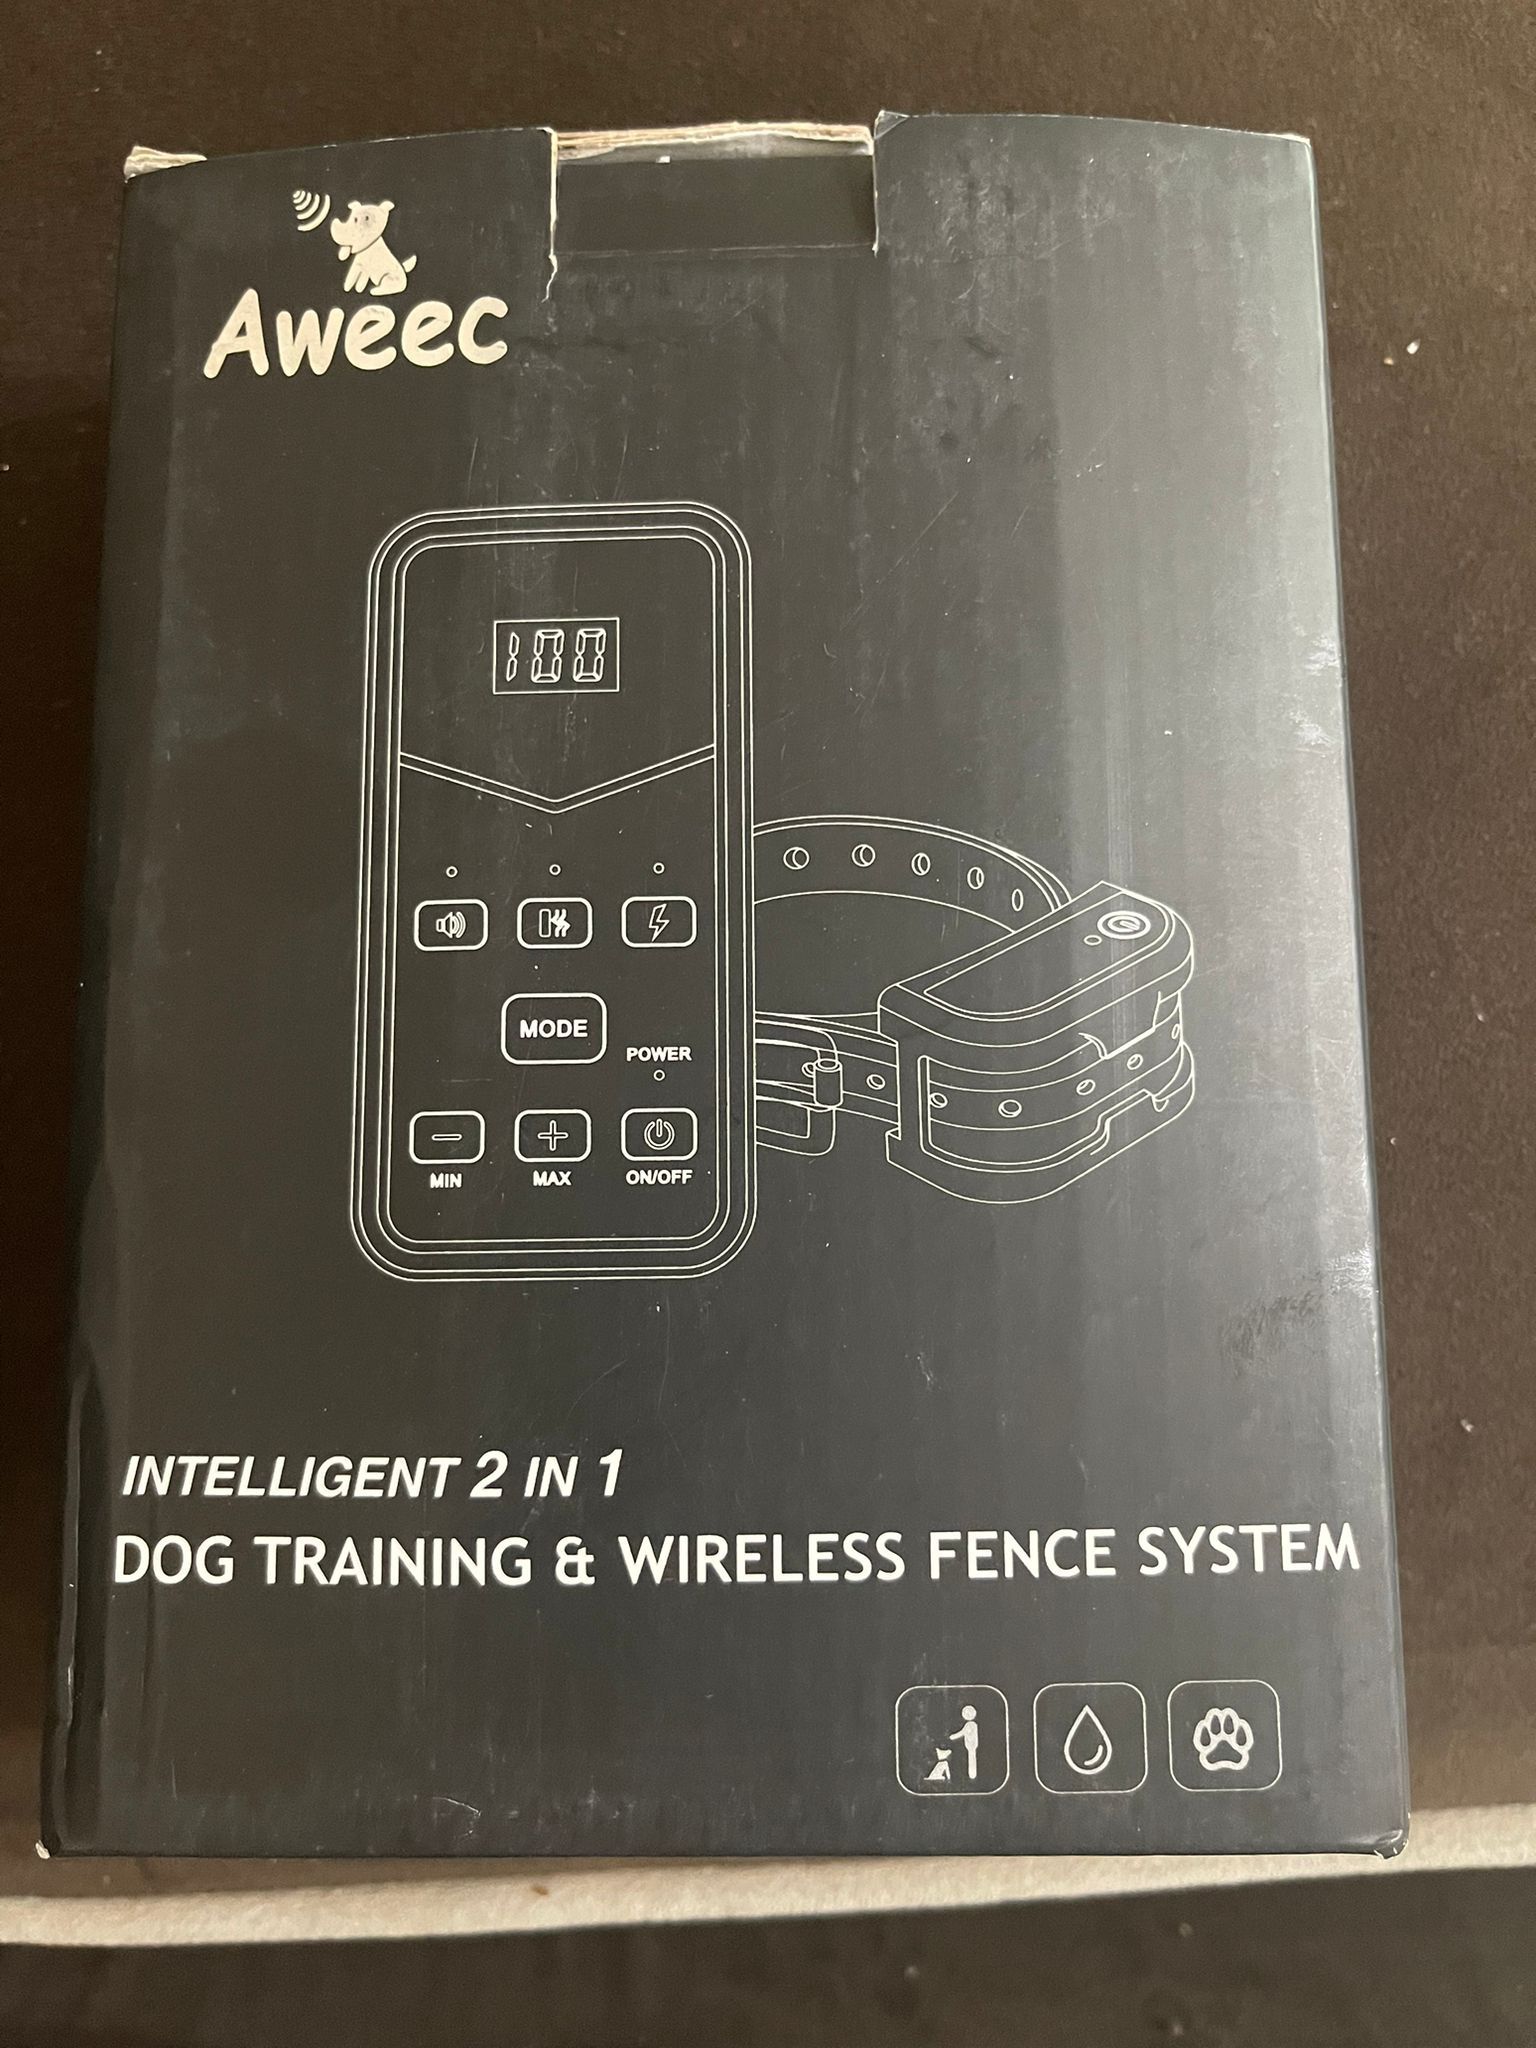 Aweec
100
MODE
POWER
MIN MAX ON/OFF
INTELLIGENT 2 IN 1
DOG TRAINING & WIRELESS FENCE SYSTEM